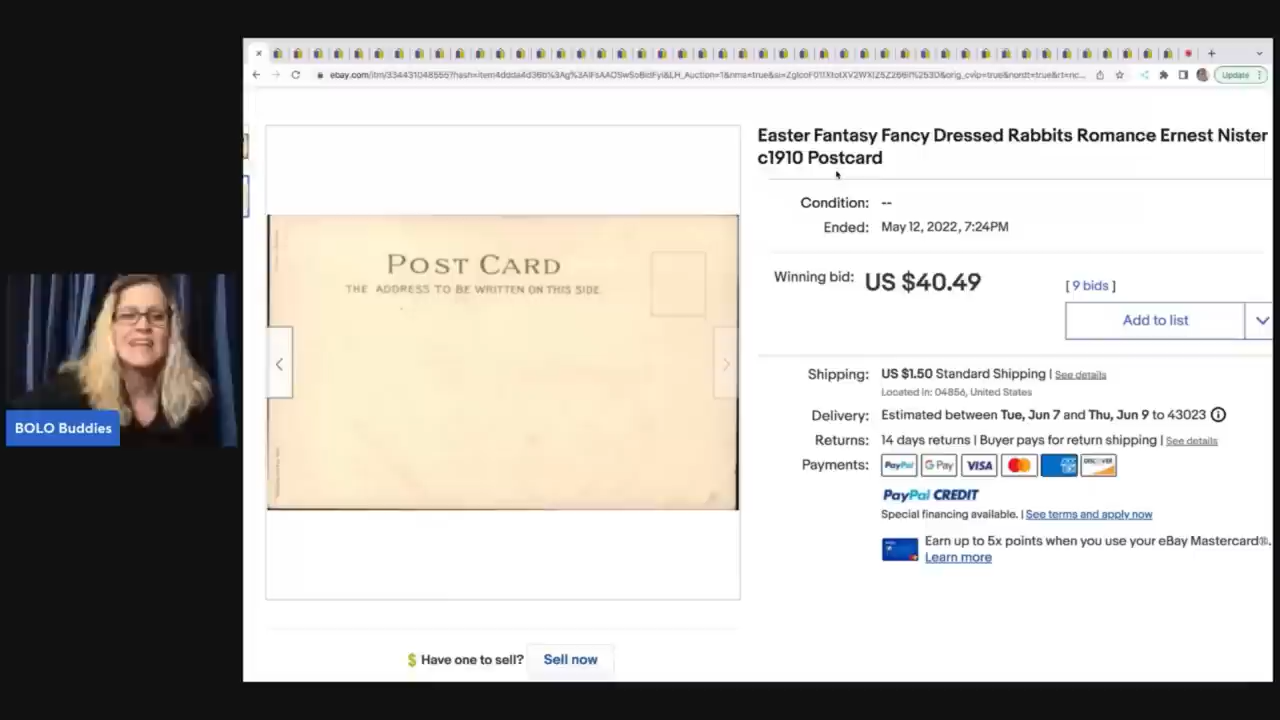 Update
Easter Fantasy Fancy Dressed Rabbits Romance Ernest Nister
c1910 Postcard
Condition: --
Ended: May 12, 2022, 7:24PM
Winning bid: US $40.49 [ 9 bids ]
Add to list
POST CARD
THE ADDRESS TO BE WRITTEN ON THIS SIDE.
Shipping: US $1.50 Standard Shipping | See details
Located in: 04856, United States
Delivery: Estimated between Tue, Jun 7 and Thu, Jun 9 to 43023
Returns: 14 days returns | Buyer pays for return shipping | See details
Payments: PayPal G Pay VISA DISCOVER
PayPal CREDIT
Special financing available. | See terms and apply now
Earn up to 5x points when you use your eBay Mastercard®.
Learn more
BOLO Buddies
$ Have one to sell? Sell now